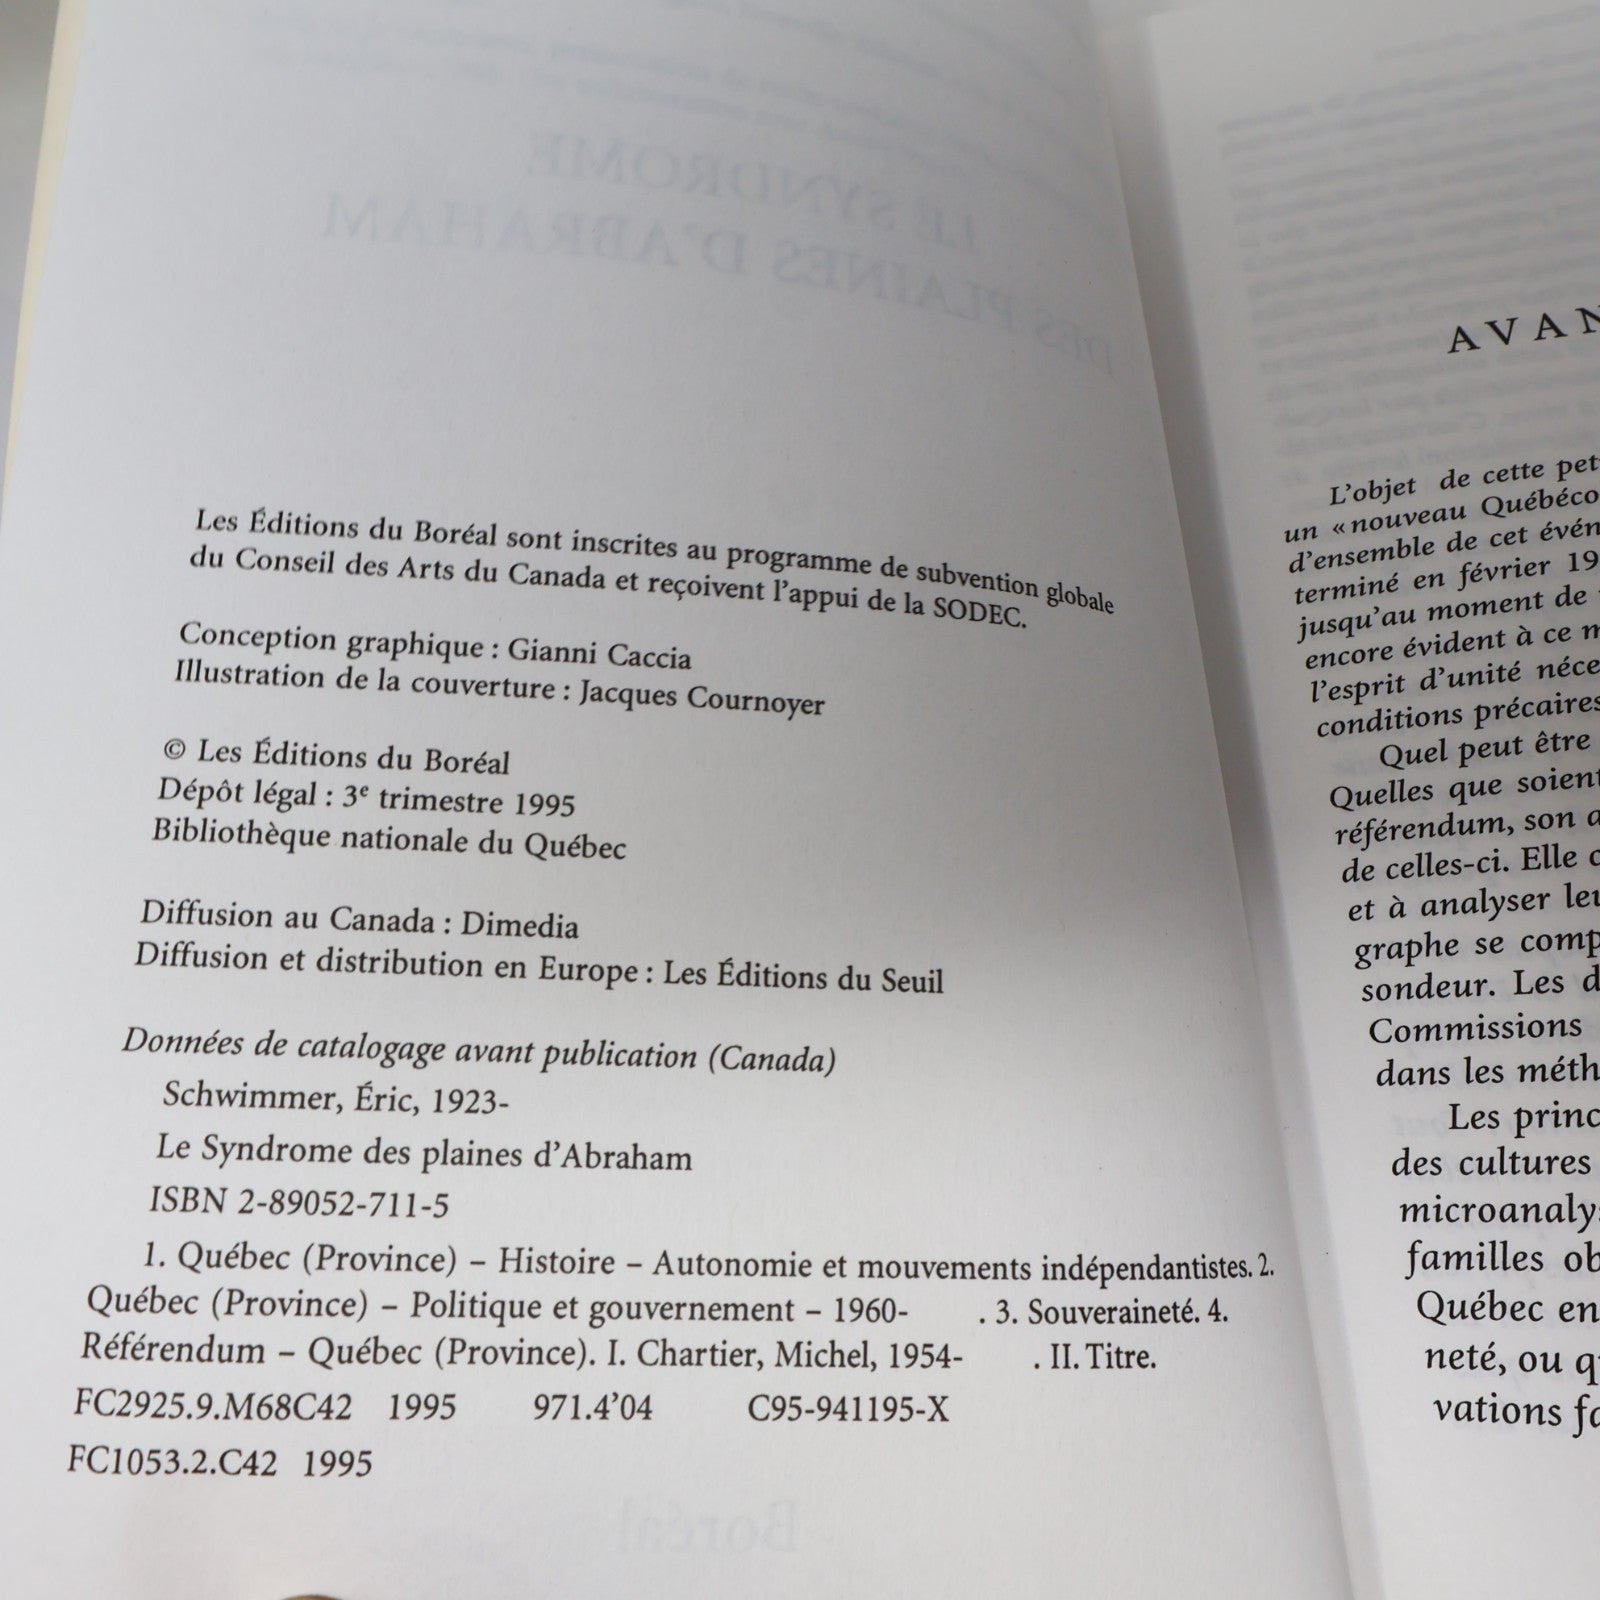 Les Éditions du Boréal sont inscrites au programme de subvention globale
du Conseil des Arts du Canada et reçoivent l'appui de la SODEC.
Conception graphique : Gianni Caccia
Illustration de la couverture : Jacques Cournoyer
© Les Éditions du Boréal
Dépôt légal : 3e trimestre 1995
Bibliothèque nationale du Québec
Diffusion au Canada : Dimedia
Diffusion et distribution en Europe : Les Éditions du Seuil
Données de catalogage avant publication (Canada)
Schwimmer, Éric, 1923-
Le Syndrome des plaines d'Abraham
ISBN 2-89052-711-5
1. Québec (Province) – Histoire – Autonomie et mouvements indépendantistes. 2.
Québec (Province) – Politique et gouvernement – 1960- . 3. Souveraineté. 4.
Référendum – Québec (Province). I. Chartier, Michel, 1954- . II. Titre.
FC2925.9.M68C42 1995 971.4'04 C95-941195-X
FC1053.2.C42 1995
LE SYNDROME
DES PLAINES D'ABRAHAM
Boréal
AVAN
L'objet de cette pet
un « nouveau Québéco
d'ensemble de cet évén
terminé en février 19
jusqu'au moment de
encore évident à ce m
l'esprit d'unité néce
conditions précaires
Quel peut être
Quelles que soient
référendum, son a
de celles-ci. Elle
et à analyser leu
graphe se comp
sondeur. Les d
Commissions
dans les méth
Les princ
des cultures
microanalys
familles ob
Québec en
neté, ou qu
vations fa